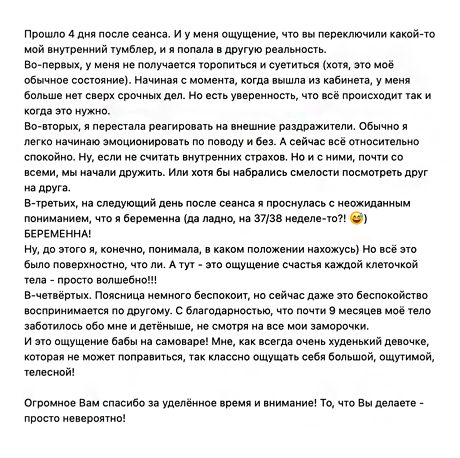 Прошло 4 дня после сеанса. И у меня ощущение, что вы переключили какой-то
мой внутренний тумблер, и я попала в другую реальность.
Во-первых, у меня не получается торопиться и суетиться (хотя, это моё
обычное состояние). Начиная с момента, когда вышла из кабинета, у меня
больше нет сверх срочных дел. Но есть уверенность, что всё происходит так и
когда это нужно.
Во-вторых, я перестала реагировать на внешние раздражители. Обычно я
легко начинаю эмоционировать по поводу и без. А сейчас всё относительно
спокойно. Ну, если не считать внутренних страхов. Но и с ними, почти со
всеми, мы начали дружить. Или хотя бы набрались смелости посмотреть друг
на друга.
В-третьих, на следующий день после сеанса я проснулась с неожиданным
пониманием, что я беременна (да ладно, на 37/38 неделе-то?! 😅)
БЕРЕМЕННА!
Ну, до этого я, конечно, понимала, в каком положении нахожусь) Но всё это
было поверхностно, что ли. А тут - это ощущение счастья каждой клеточкой
тела - просто волшебно!!!
В-четвёртых. Поясница немного беспокоит, но сейчас даже это беспокойство
воспринимается по другому. С благодарностью, что почти 9 месяцев моё тело
заботилось обо мне и детёныше, не смотря на все мои заморочки.
И это ощущение бабы на самоваре! Мне, как всегда очень худенький девочке,
которая не может поправиться, так классно ощущать себя большой, ощутимой,
телесной!
Огромное Вам спасибо за уделённое время и внимание! То, что Вы делаете -
просто невероятно!